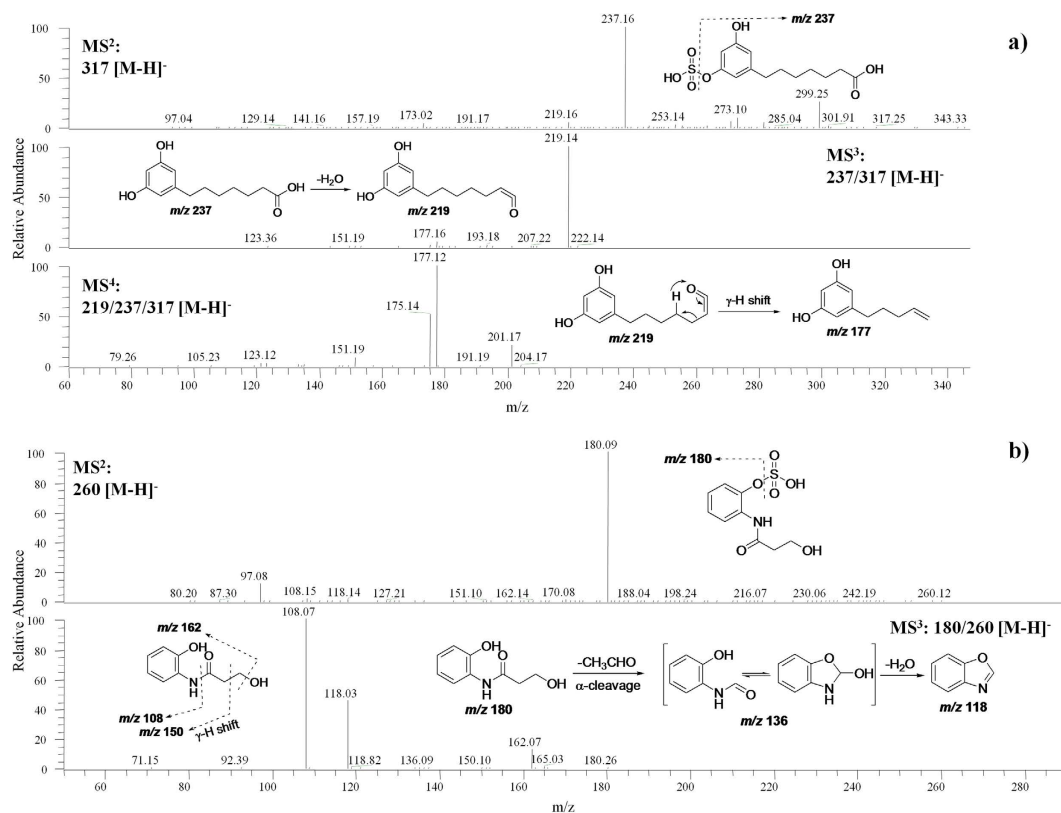 a)
MS²:
317 [M-H]⁻
m/z 237
237.16
OH
O
HO S O
O
OH
O
299.25
97.04 129.14 141.16 157.19 173.02 191.17 219.16 253.14 273.10 285.04 301.91 317.25 343.33
100
50
0
219.14
MS³:
237/317 [M-H]⁻
OH
HO
OH
O
m/z 237
-H₂O
OH
HO
O
m/z 219
123.36 151.19 177.16 193.18 207.22 222.14
100
50
0
Relative Abundance
177.12
MS⁴
219/237/317 [M-H]⁻
175.14
OH
HO
H O
m/z 219
γ-H shift
OH
HO
m/z 177
79.26 105.23 123.12 151.19 191.19 201.17 204.17
100
50
0
60 80 100 120 140 160 180 200 220 240 260 280 300 320 340
m/z
b)
MS²:
260 [M-H]⁻
180.09
m/z 180
O
O S OH
O
NH
O
OH
80.20 87.30 97.08 108.15 118.14 127.21 151.10 162.14 170.08 188.04 198.24 216.07 230.06 242.19 260.12
100
80
60
40
20
0
Relative Abundance
108.07
MS³: 180/260 [M-H]⁻
m/z 162
OH
O
N
H
OH
m/z 108
m/z 150
γ-H shift
OH
O
N
H
OH
m/z 180
-CH₃CHO
α-cleavage
OH
N
H
O
O
OH
N
H
m/z 136
-H₂O
O
N
m/z 118
118.03
162.07
71.15 92.39 118.82 136.09 150.10 165.03 180.26
100
80
60
40
20
0
60 80 100 120 140 160 180 200 220 240 260 280
m/z